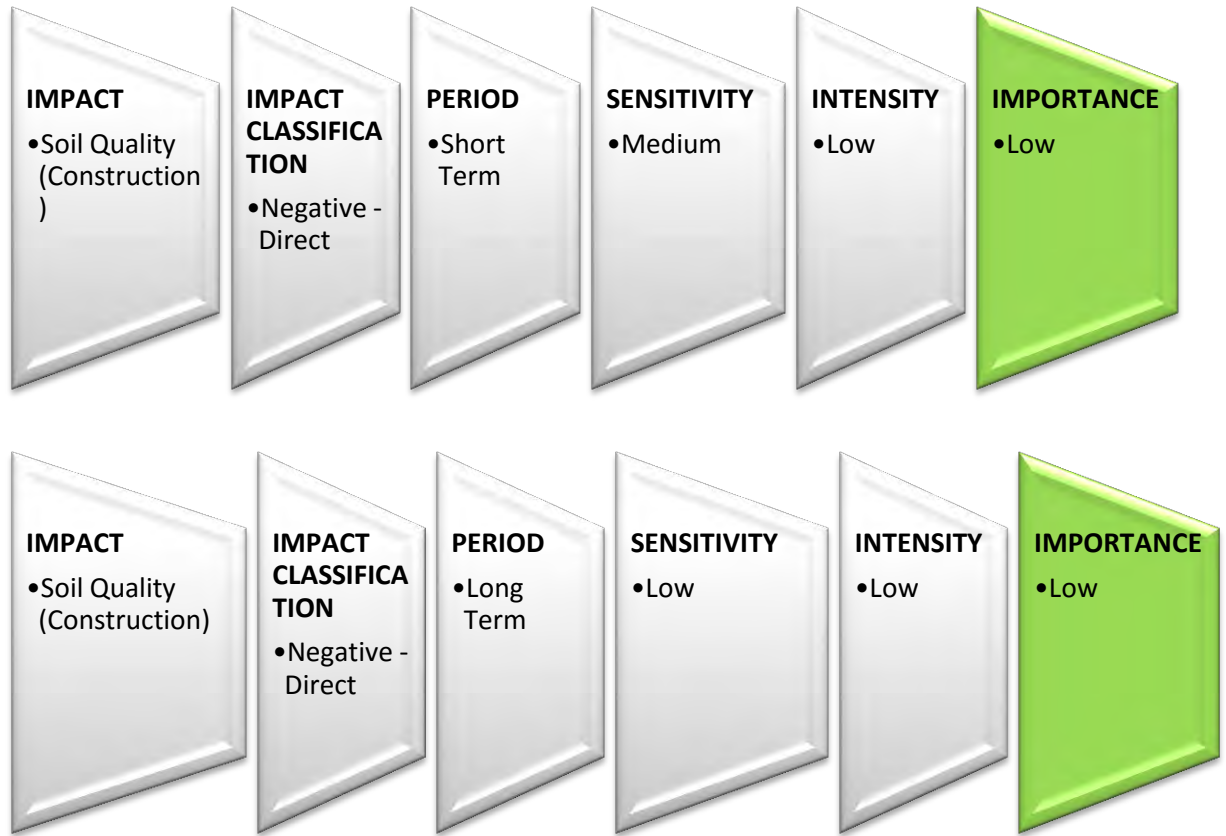 IMPACT
•Soil Quality
(Construction
)
IMPACT
CLASSIFICA
TION
•Negative -
Direct
PERIOD
•Short
Term
SENSITIVITY
•Medium
INTENSITY
•Low
IMPORTANCE
•Low
IMPACT
•Soil Quality
(Construction)
IMPACT
CLASSIFICA
TION
•Negative -
Direct
PERIOD
•Long
Term
SENSITIVITY
•Low
INTENSITY
•Low
IMPORTANCE
•Low